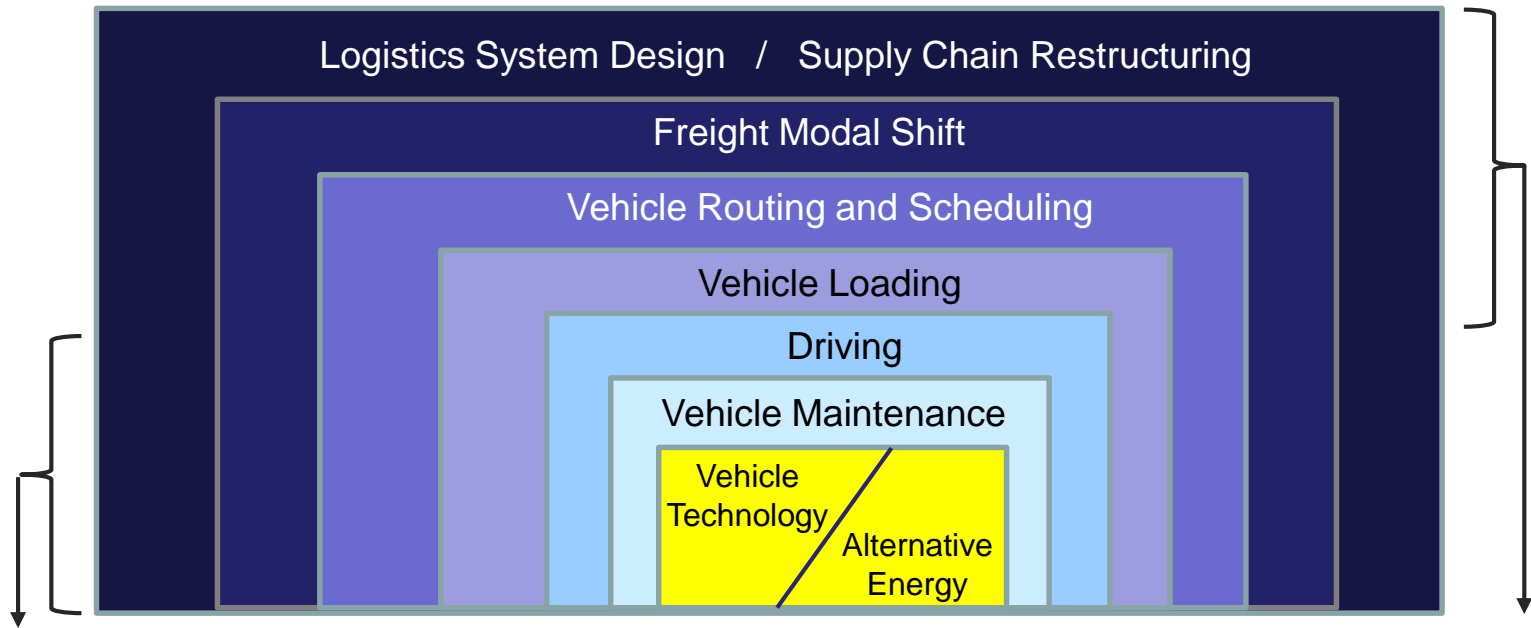 Logistics System Design / Supply Chain Restructuring
Freight Modal Shift
Vehicle Routing and Scheduling
Vehicle Loading
Driving
Vehicle Maintenance
Vehicle
Technology
Alternative
Energy